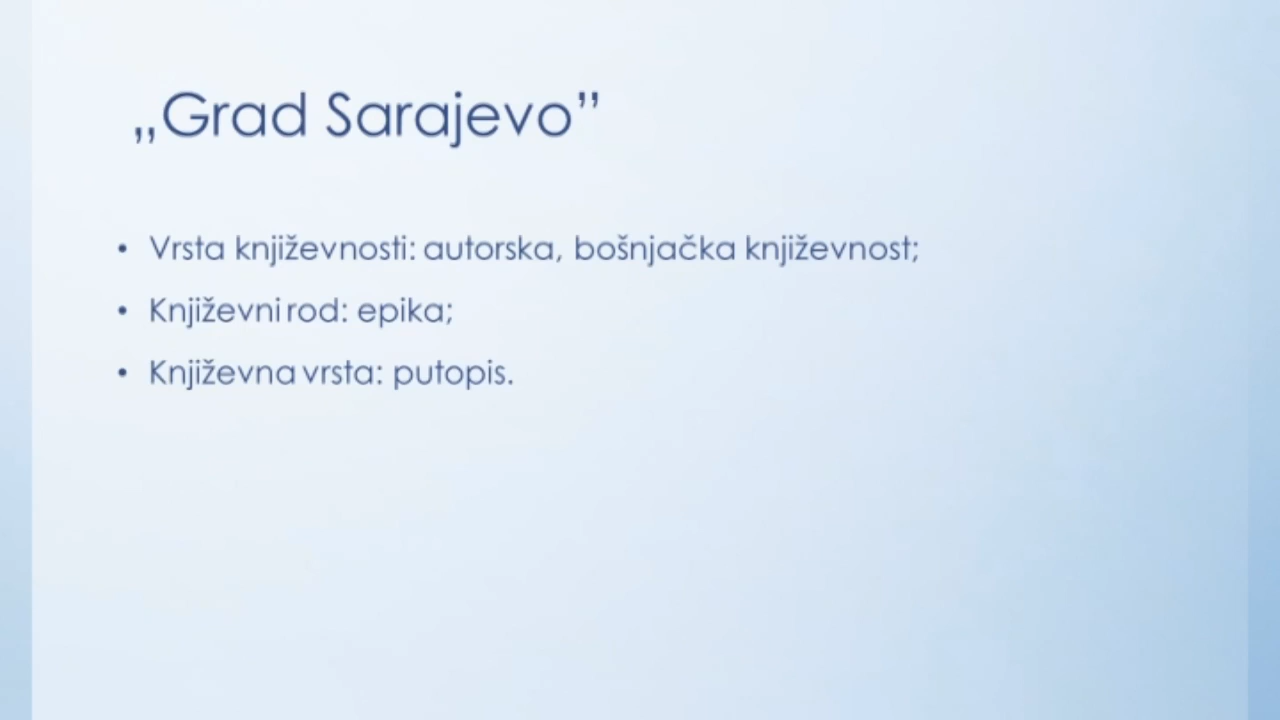 „Grad Sarajevo”
• Vrsta književnosti: autorska, bošnjačka književnost;
• Književni rod: epika;
• Književna vrsta: putopis.